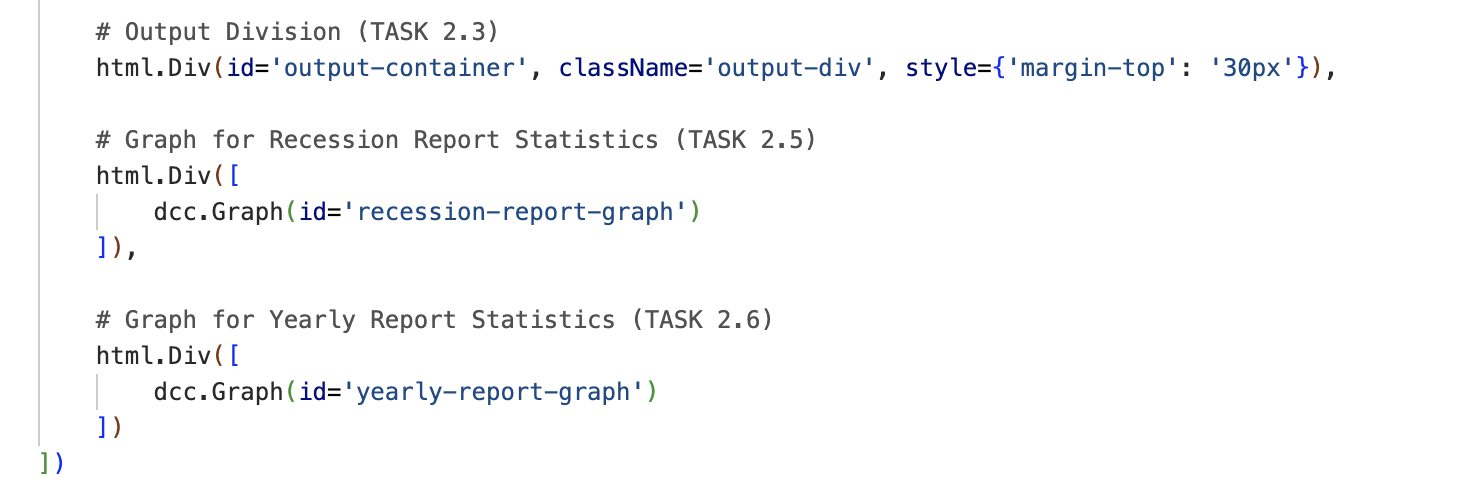 # Output Division (TASK 2.3)
html.Div(id='output-container', className='output-div', style={'margin-top': '30px'}),
# Graph for Recession Report Statistics (TASK 2.5)
html.Div([
dcc.Graph(id='recession-report-graph')
]),
# Graph for Yearly Report Statistics (TASK 2.6)
html.Div([
dcc.Graph(id='yearly-report-graph')
])
])